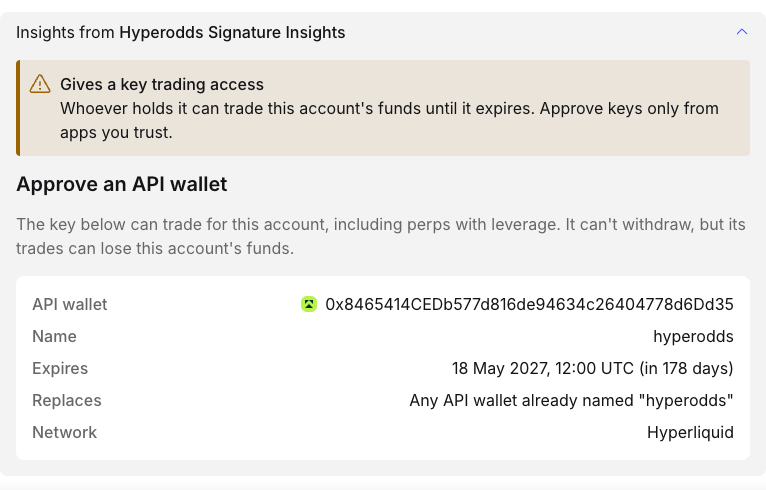 Insights from Hyperodds Signature Insights
Gives a key trading access
Whoever holds it can trade this account's funds until it expires. Approve keys only from
apps you trust.
Approve an API wallet
The key below can trade for this account, including perps with leverage. It can't withdraw, but its
trades can lose this account's funds.
API wallet 0x8465414CEDb577d816de94634c26404778d6Dd35
Name hyperodds
Expires 18 May 2027, 12:00 UTC (in 178 days)
Replaces Any API wallet already named "hyperodds"
Network Hyperliquid